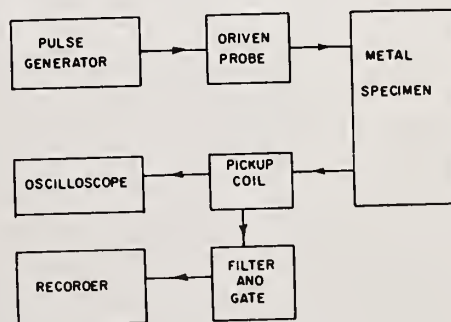 PULSE
GENERATOR
ORIVEN
PROBE
METAL
SPECIMEN
OSCILLOSCOPE
PICKUP
COIL
RECOROER
FILTER
ANO
GATE